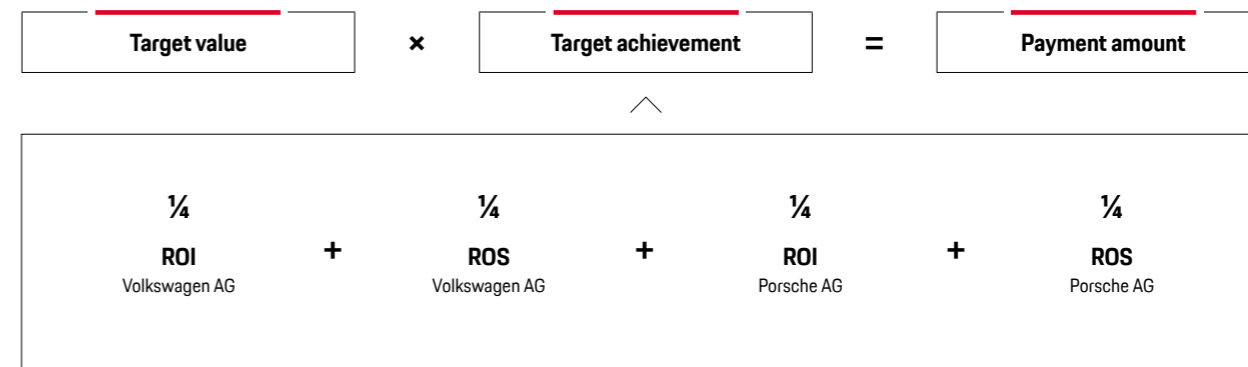 Target value × Target achievement = Payment amount
¼ ¼ ¼ ¼
ROI + ROS + ROI + ROS
Volkswagen AG Volkswagen AG Porsche AG Porsche AG